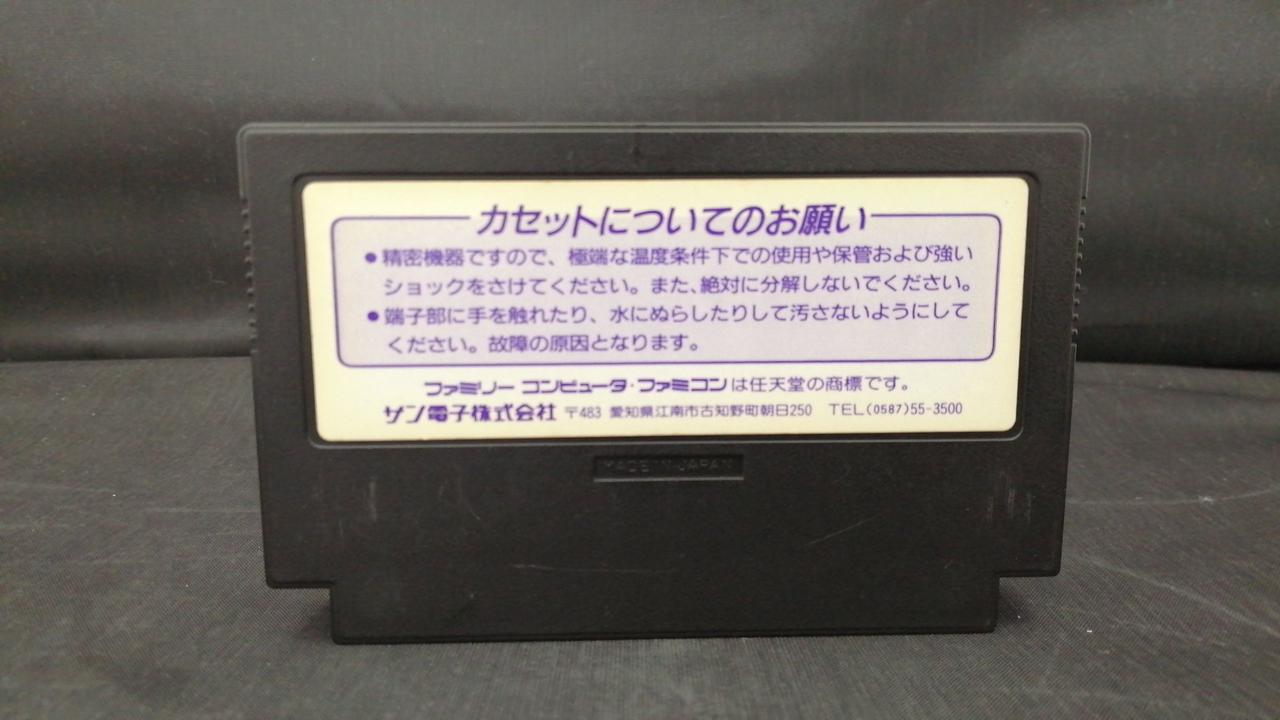 カセットについてのお願い
●精密機器ですので、極端な温度条件下での使用や保管および強い
ショックをさけてください。また、絶対に分解しないでください。
●端子部に手を触れたり、水にぬらしたりして汚さないようにして
ください。故障の原因となります。
ファミリーコンピュータ・ファミコンは任天堂の商標です。
サン電子株式会社 〒483 愛知県江南市古知野町朝日250 TEL(0587)55-3500
MADE IN JAPAN